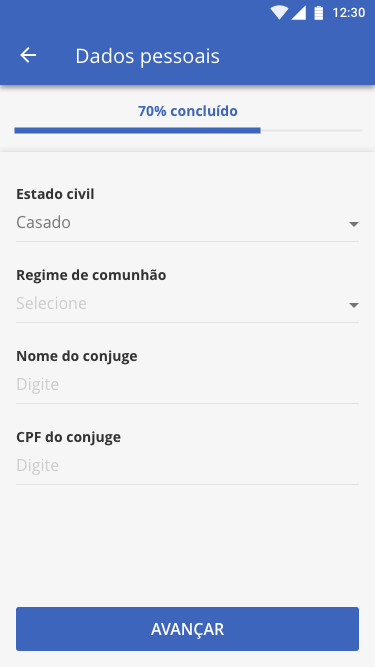 12:30
Dados pessoais
70% concluído
Estado civil
Casado
Regime de comunhão
Selecione
Nome do conjuge
Digite
CPF do conjuge
Digite
AVANÇAR